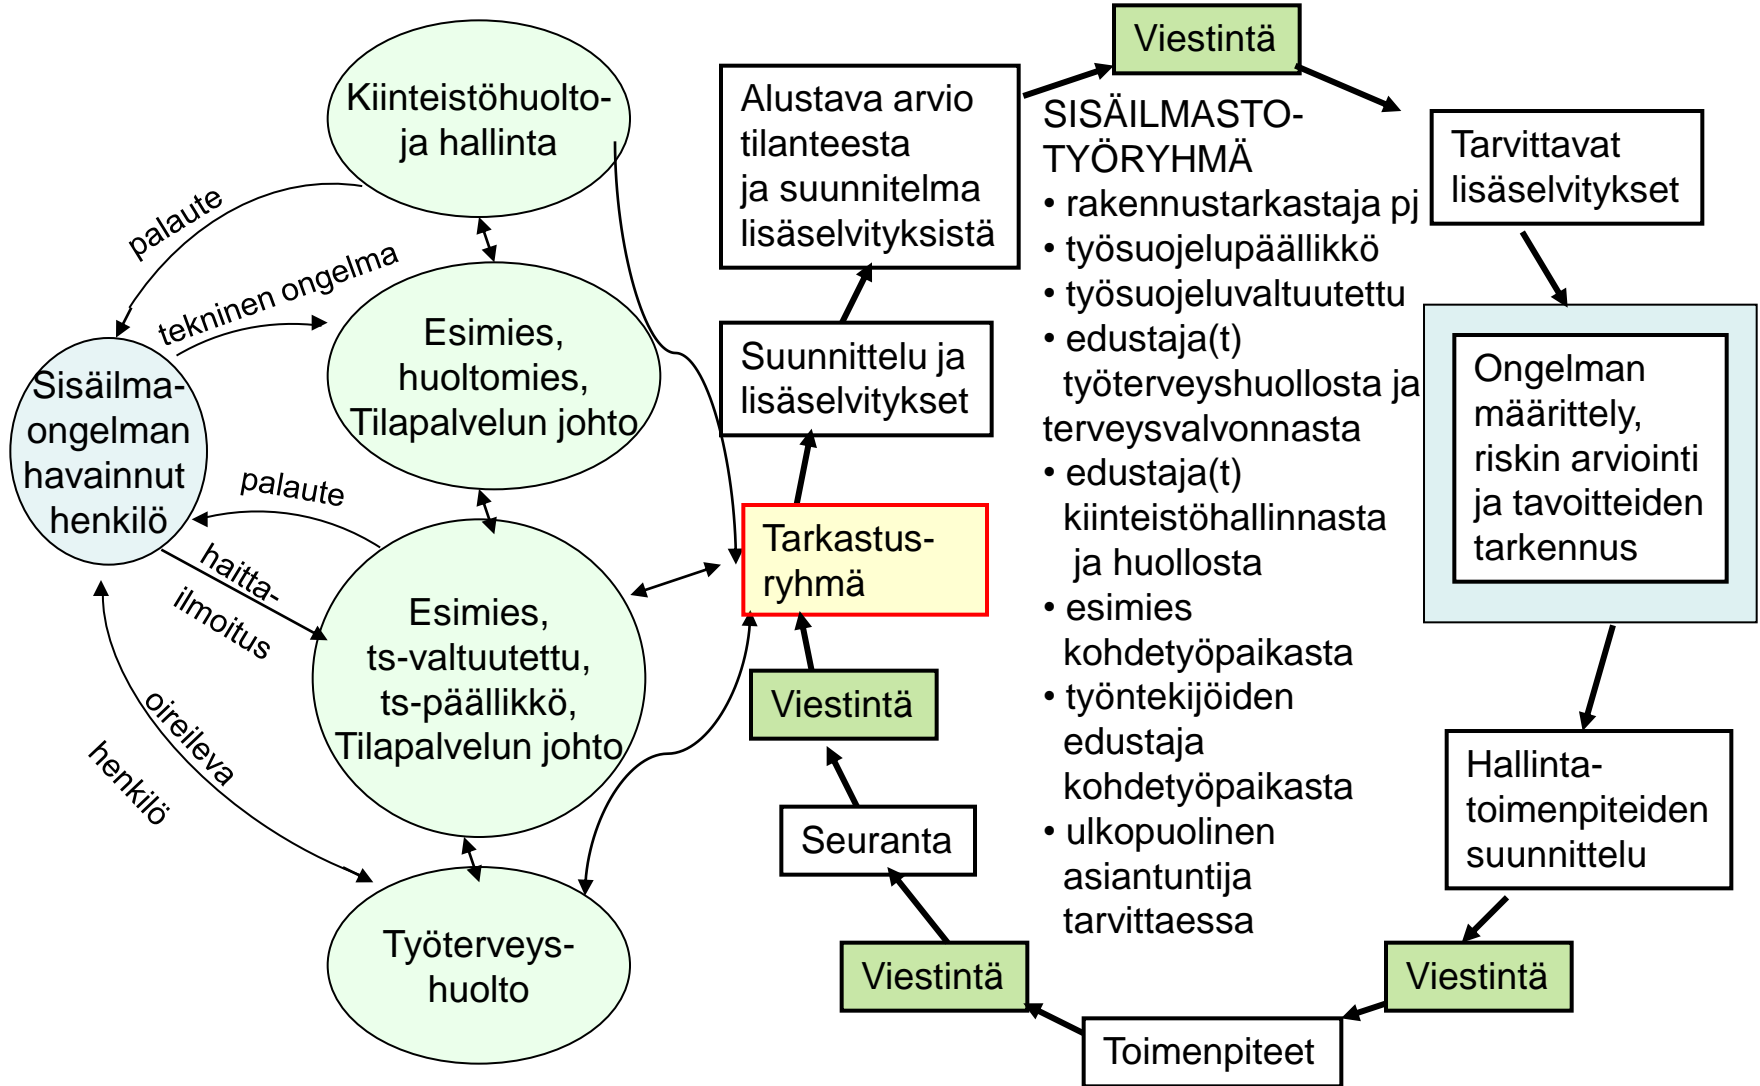 Kiinteistöhuolto-
ja hallinta
palaute
tekninen ongelma
Esimies,
huoltomies,
Tilapalvelun johto
Sisäilma-
ongelman
havainnut
henkilö
palaute
haitta-
ilmoitus
Esimies,
ts-valtuutettu,
ts-päällikkö,
Tilapalvelun johto
oireileva
henkilö
Työterveys-
huolto
Viestintä
Alustava arvio
tilanteesta
ja suunnitelma
lisäselvityksistä
Suunnittelu ja
lisäselvitykset
Tarkastus-
ryhmä
Viestintä
Seuranta
Viestintä
SISÄILMASTO-
TYÖRYHMÄ
• rakennustarkastaja pj
• työsuojelupäällikkö
• työsuojeluvaltuutettu
• edustaja(t)
työterveyshuollosta ja
terveysvalvonnasta
• edustaja(t)
kiinteistöhallinnasta
ja huollosta
• esimies
kohdetyöpaikasta
• työntekijöiden
edustaja
kohdetyöpaikasta
• ulkopuolinen
asiantuntija
tarvittaessa
Tarvittavat
lisäselvitykset
Ongelman
määrittely,
riskin arviointi
ja tavoitteiden
tarkennus
Hallinta-
toimenpiteiden
suunnittelu
Viestintä
Toimenpiteet